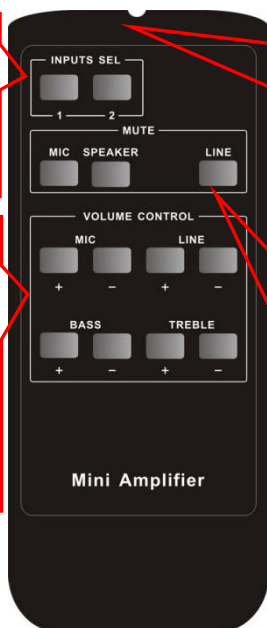 INPUTS SEL
1 2
MUTE
MIC SPEAKER LINE
VOLUME CONTROL
MIC LINE
+ − + −
BASS TREBLE
+ − + −
Mini Amplifier